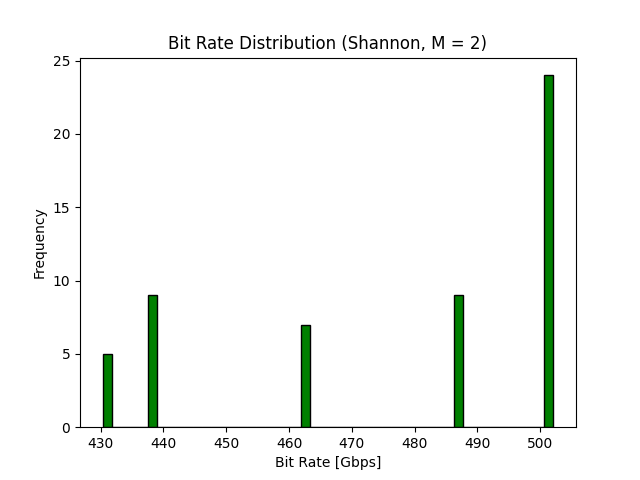 Bit Rate Distribution (Shannon, M = 2)
25
20
15
10
5
0
Frequency
430 440 450 460 470 480 490 500
Bit Rate [Gbps]